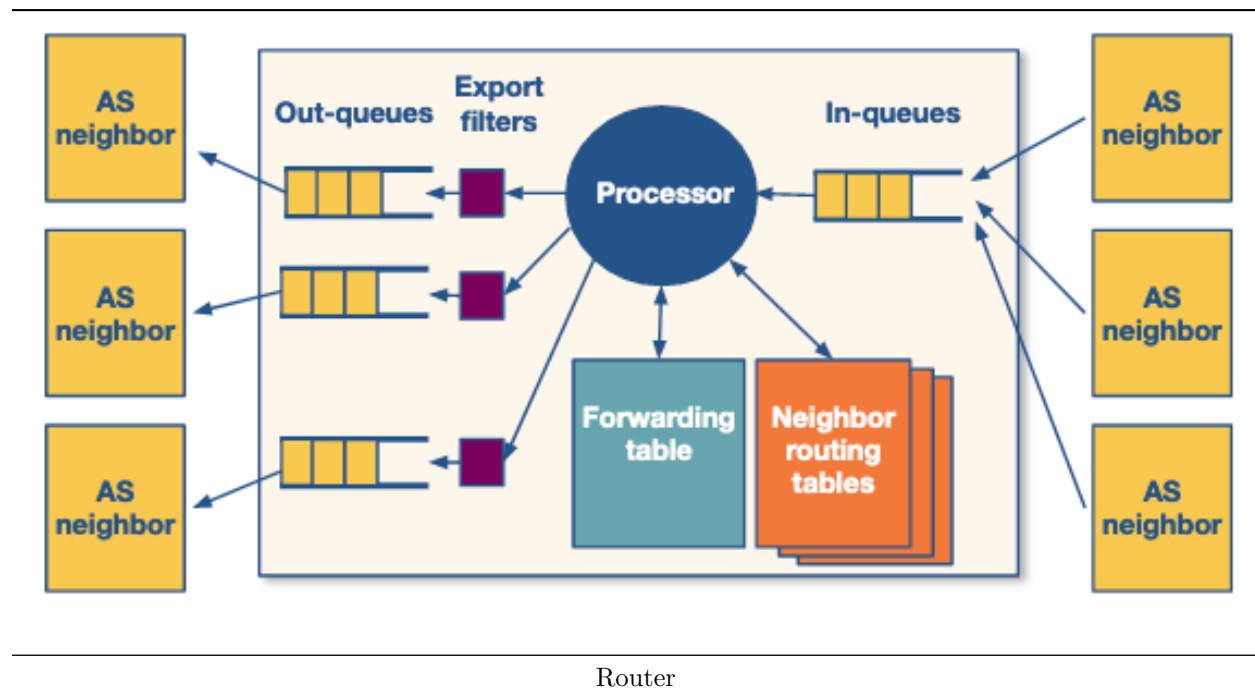 AS
neighbor
AS
neighbor
AS
neighbor
Out-queues
Export
filters
Processor
In-queues
Forwarding
table
Neighbor
routing
tables
AS
neighbor
AS
neighbor
AS
neighbor
Router